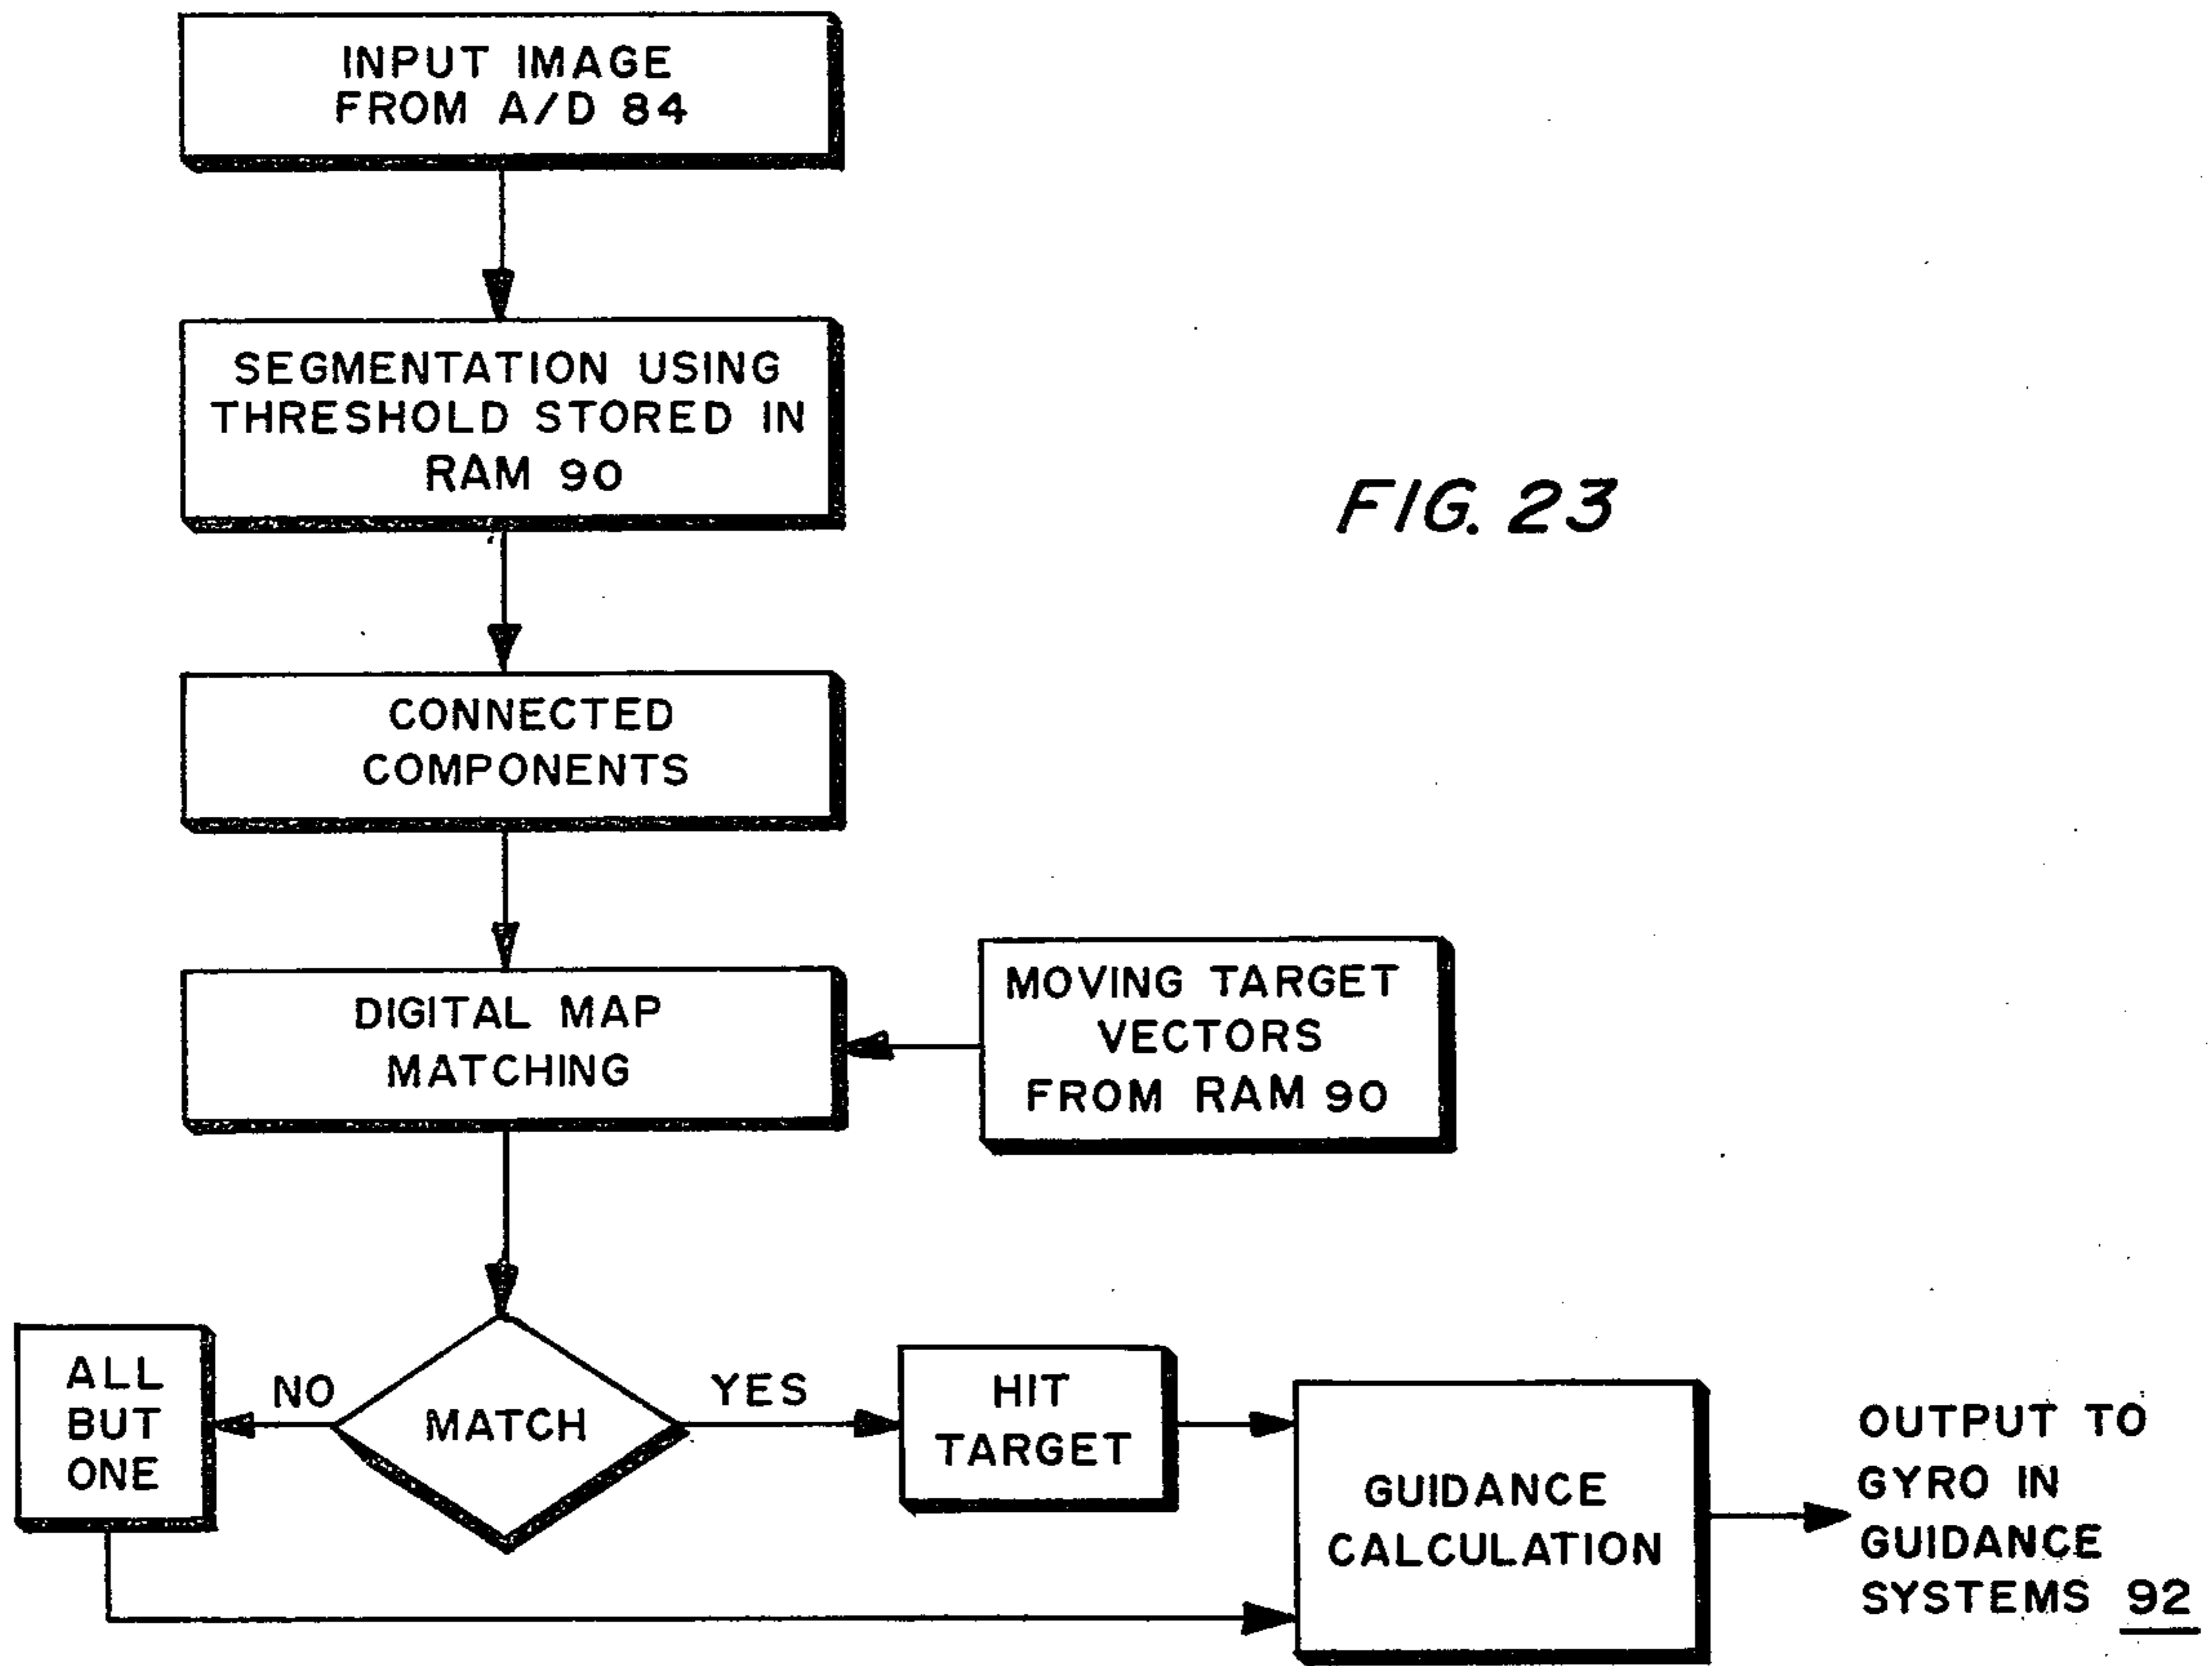 INPUT IMAGE
FROM A/D 84
SEGMENTATION USING
THRESHOLD STORED IN
RAM 90
FIG. 23
CONNECTED
COMPONENTS
DIGITAL MAP
MATCHING
MOVING TARGET
VECTORS
FROM RAM 90
ALL
BUT
ONE
NO
MATCH
YES
HIT
TARGET
GUIDANCE
CALCULATION
OUTPUT TO
GYRO IN
GUIDANCE
SYSTEMS 92